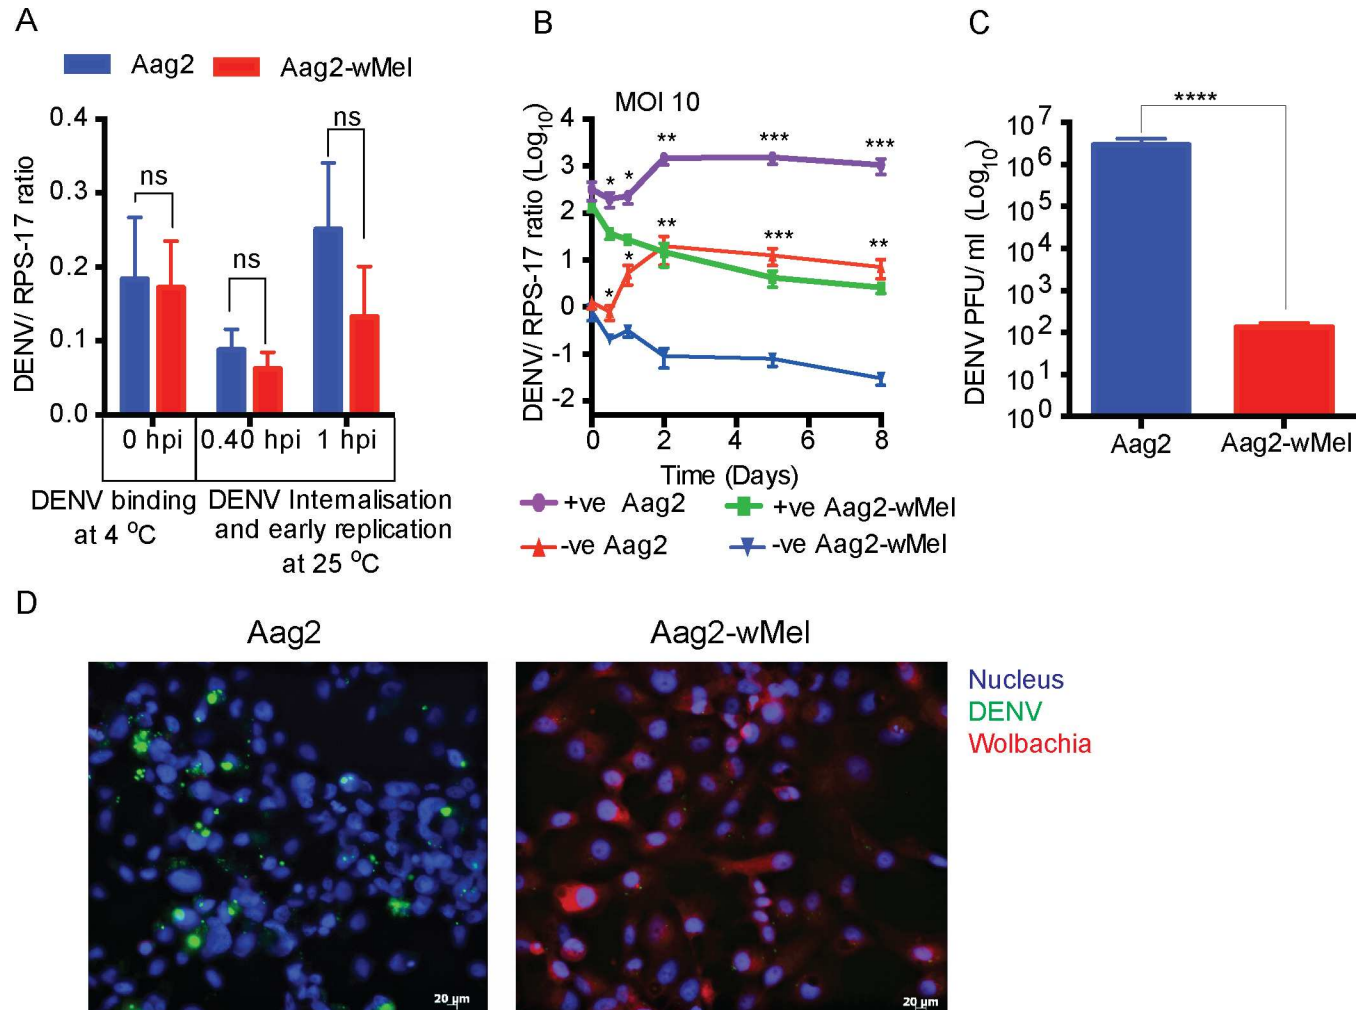 A
Aag2
Aag2-wMel
DENV/ RPS-17 ratio
0.4
0.3
0.2
0.1
0.0
ns
ns
ns
0 hpi
0.40 hpi
1 hpi
DENV binding
at 4 °C
DENV Internalisation
and early replication
at 25 °C
B
MOI 10
DENV/ RPS-17 ratio (Log10)
4
3
2
1
0
-1
-2
* * ** *** ***
* * ** *** **
0 2 4 6 8
Time (Days)
+ve Aag2
+ve Aag2-wMel
-ve Aag2
-ve Aag2-wMel
C
****
DENV PFU/ ml (Log10)
10^7
10^6
10^5
10^4
10^3
10^2
10^1
10^0
Aag2
Aag2-wMel
D
Aag2
Aag2-wMel
Nucleus
DENV
Wolbachia
20 µm
20 µm